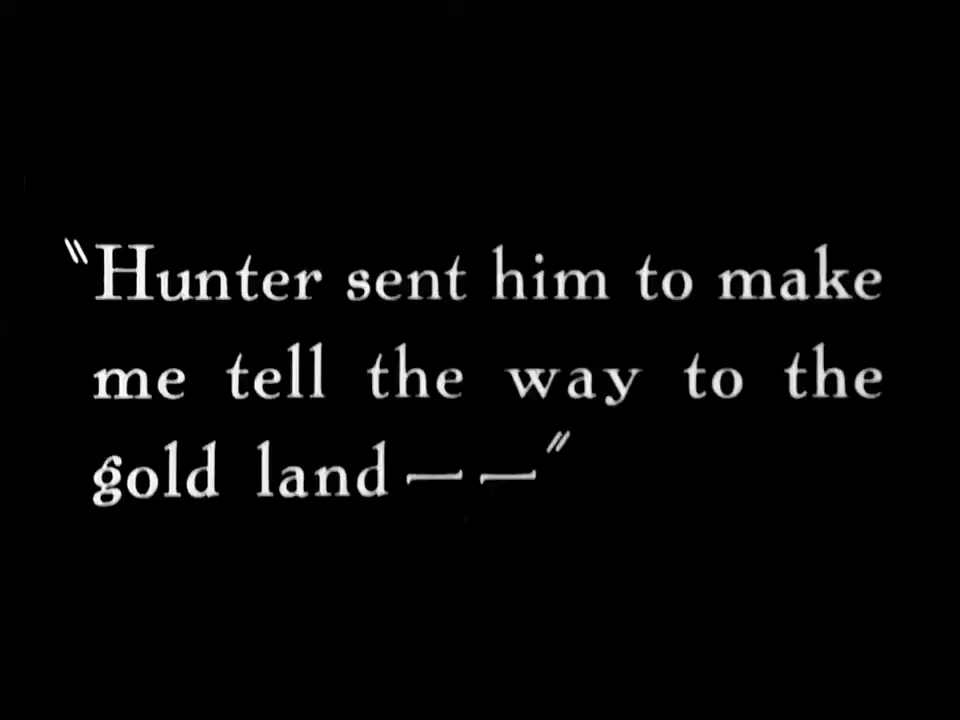 "Hunter sent him to make
me tell the way to the
gold land — —"